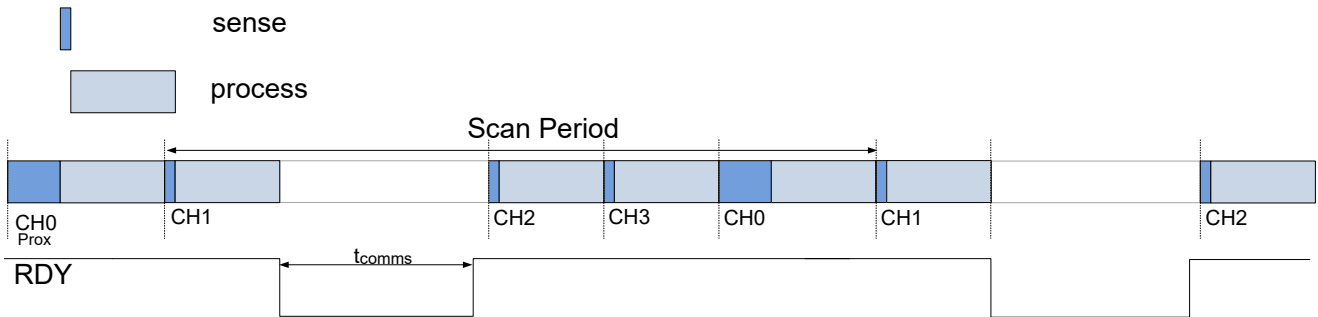 sense
process
Scan Period
CH0
Prox
CH1
CH2
CH3
CH0
CH1
CH2
tcomms
RDY